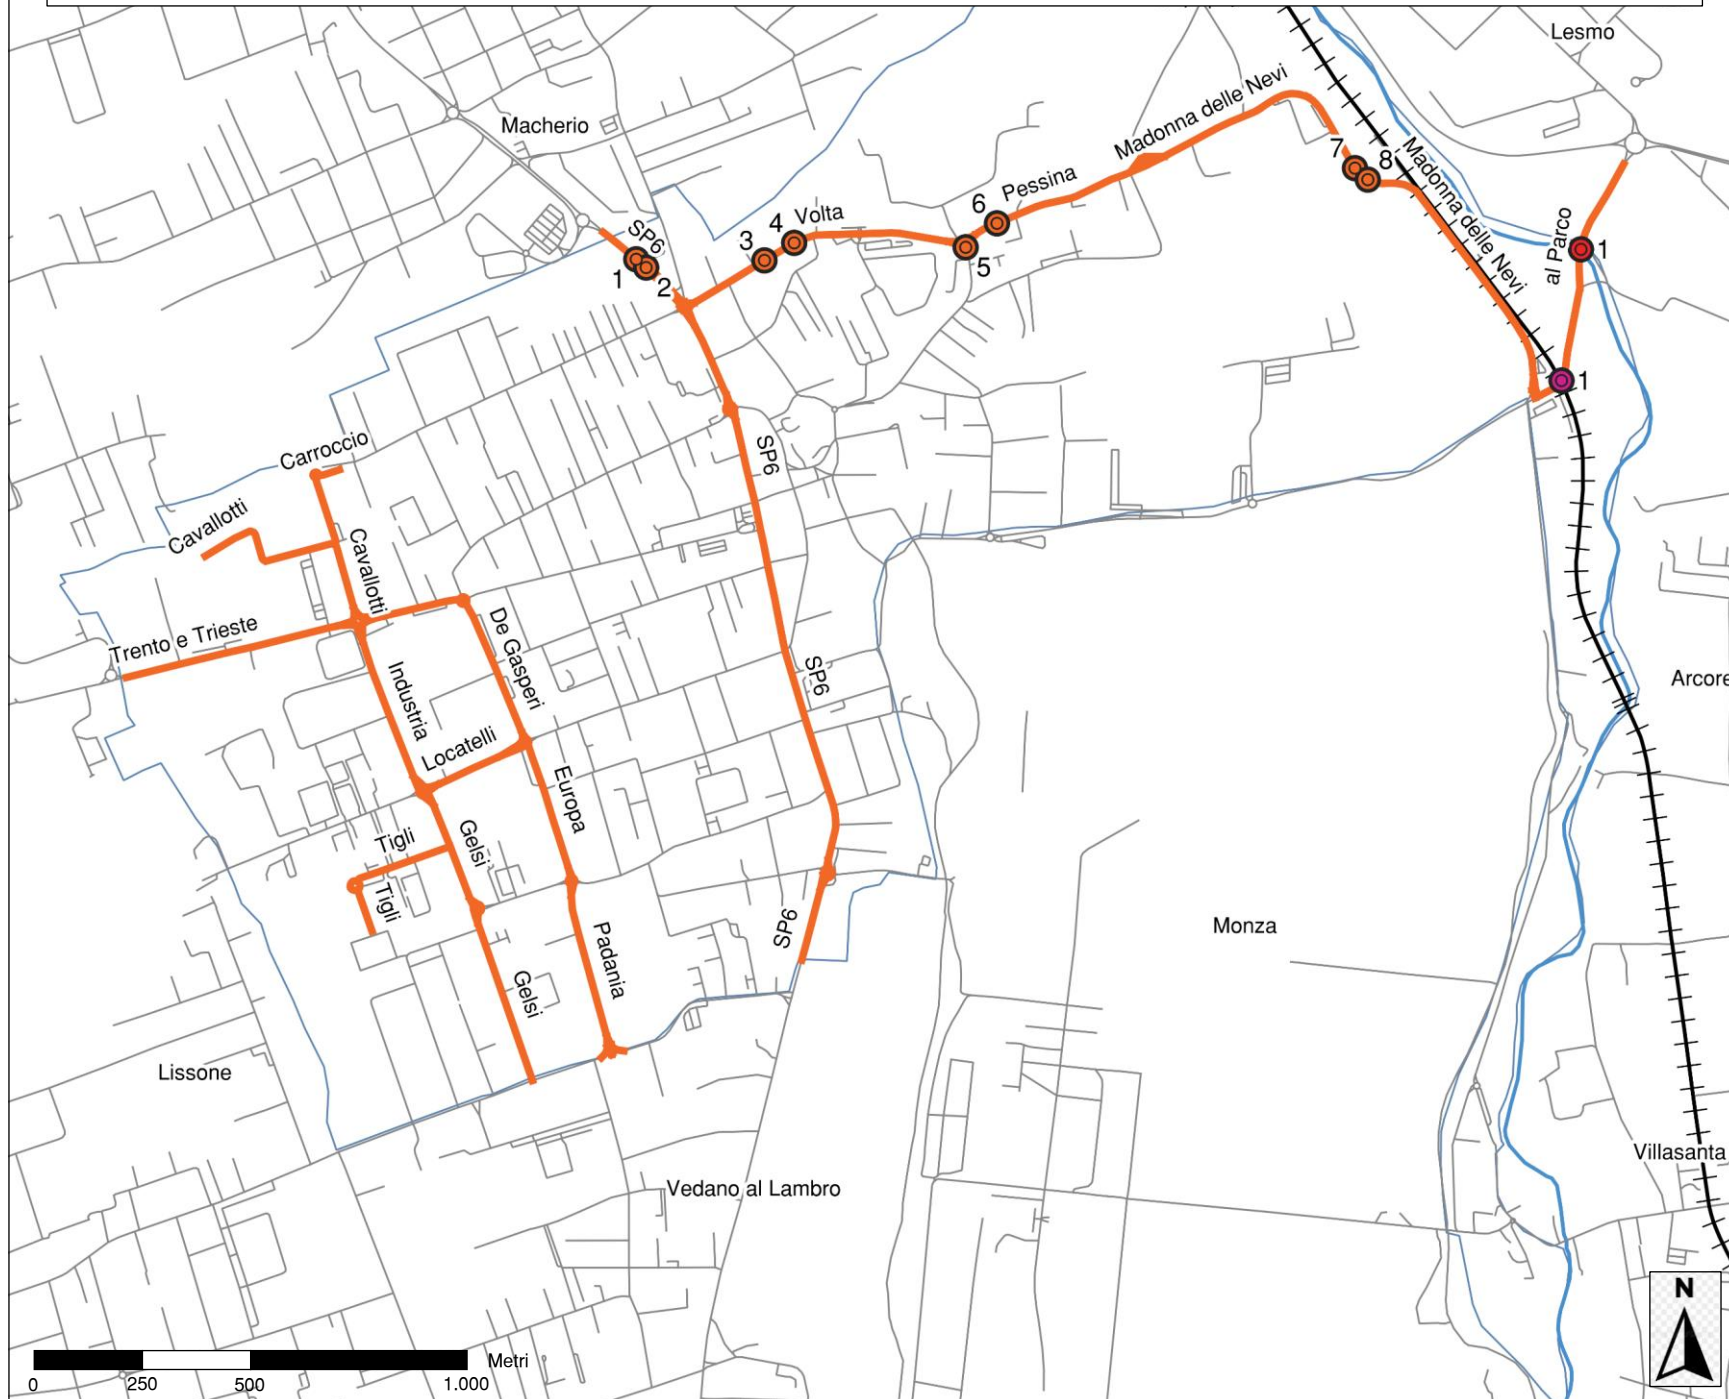 Lesmo
Macherio
Madonna delle Nevi
7
8
Madonna delle Nevi
Pessina
6
Volta
4
3
5
SP6
1
2
al Parco
1
1
SP6
Carroccio
Cavallotti
Cavallotti
Trento e Trieste
De Gasperi
Industria
SP6
Arcore
Locatelli
Europa
Tigli
Gelsi
Tigli
SP6
Padania
Monza
Gelsi
Lissone
Villasanta
Vedano al Lambro
N
Metri
0 250 500 1.000